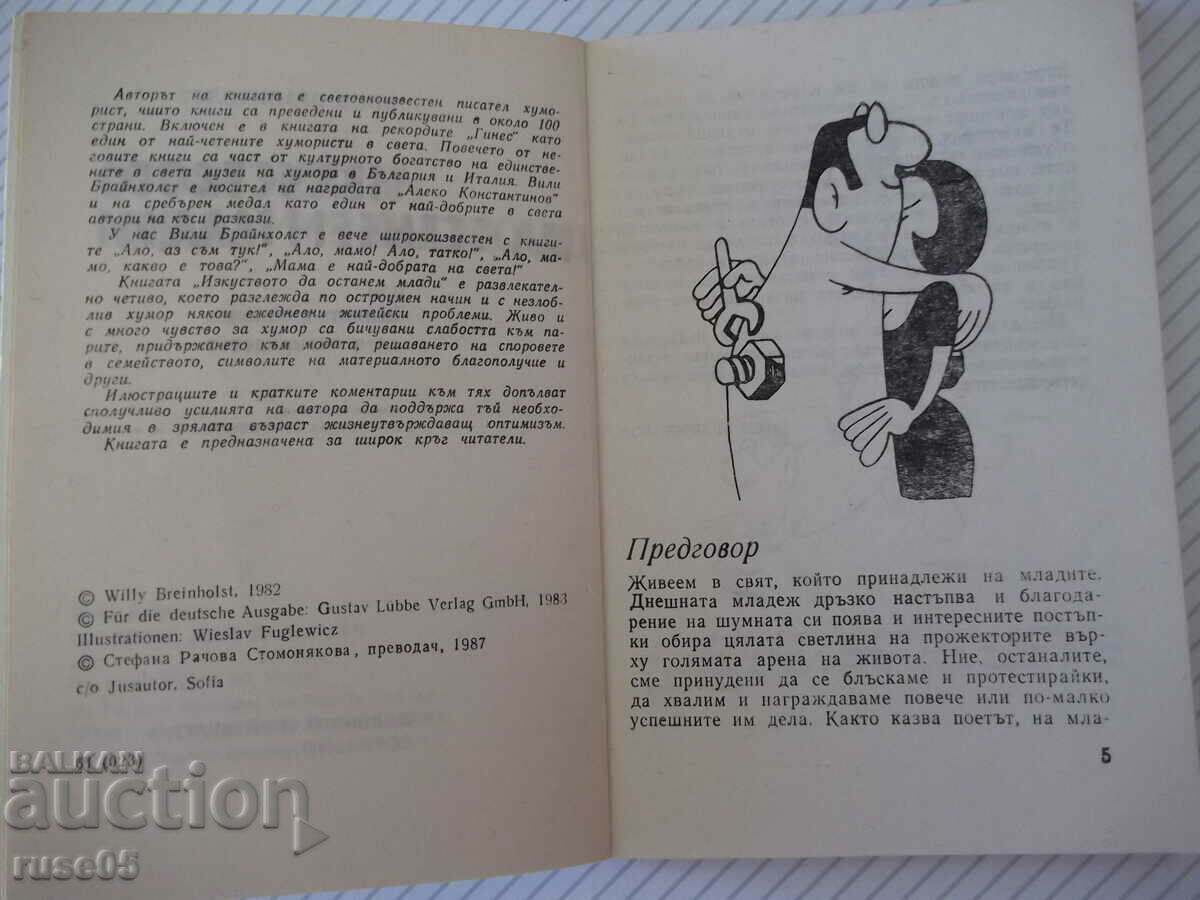 Авторът на книгата е световноизвестен писател хумо-
рист, чиито книги са преведени и публикувани в около 100
страни. Включен е в книгата на рекордите „Гинес“ като
един от най-четените хумористи в света. Повечето от не-
говите книги са част от културното богатство на единстве-
ните в света музеи на хумора в България и Италия. Вили
Брайнхолст е носител на наградата „Алеко Константинов“
и на сребърен медал като един от най-добрите в света
автори на къси разкази.
У нас Вили Брайнхолст е вече широкоизвестен с книги-
те „Ало, аз съм тук!“, „Ало, мамо! Ало, татко!“, „Ало, ма-
мо, какво е това?“, „Мама е най-добрата на света!“
Книгата „Изкуството да останем млади“ е развлекател-
но четиво, което разглежда по остроумен начин и с незлоб-
лив хумор някои ежедневни житейски проблеми. Живо и
с много чувство за хумор са бичувани слабостта към па-
рите, придържането към модата, решаването на споровете
в семейството, символите на материалното благополучие и
други.
Илюстрациите и кратките коментарии към тях допълват
сполучливо усилията на автора да поддържа тъй необхо-
димия в зрялата възраст жизнеутвърждаващ оптимизъм.
Книгата е предназначена за широк кръг читатели.
© Willy Breinholst, 1982
© Für die deutsche Ausgabe: Gustav Lübbe Verlag GmbH, 1983
Illustrationen: Wieslav Fuglewicz
© Стефана Рачова Стомонякова, преводач, 1987
c/o Jusautor, Sofia
61 (023)
BALKAN
auction
ruse05
Предговор
Живеем в свят, който принадлежи на младите.
Днешната младеж дръзко настъпва и благода-
рение на шумната си поява и интересните постъп-
ки обира цялата светлина на прожекторите вър-
ху голямата арена на живота. Ние, останалите,
сме принудени да се блъскаме и протестирайки,
да хвалим и награждаваме повече или по-малко
успешните им дела. Както казва поетът, на мла-
5